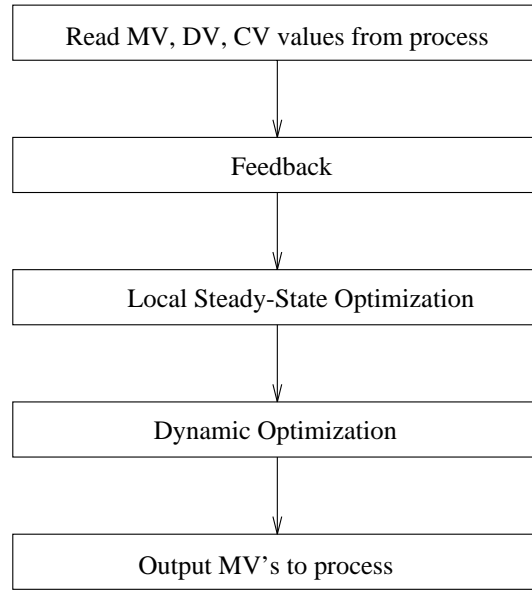 Read MV, DV, CV values from process
Feedback
Local Steady-State Optimization
Dynamic Optimization
Output MV's to process